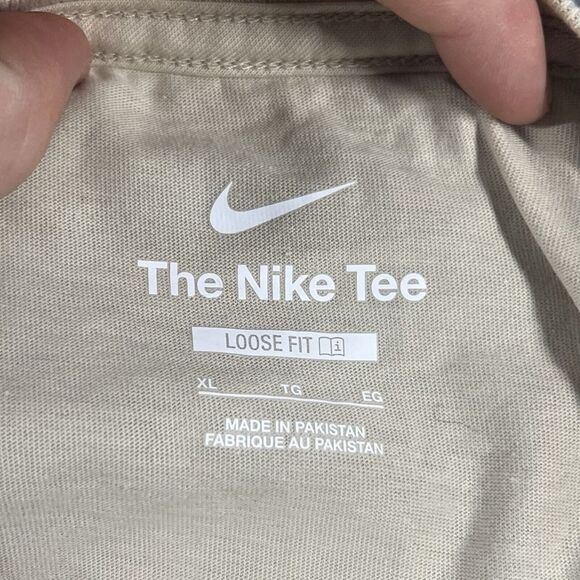 The Nike Tee
LOOSE FIT
XL TG EG
MADE IN PAKISTAN
FABRIQUE AU PAKISTAN